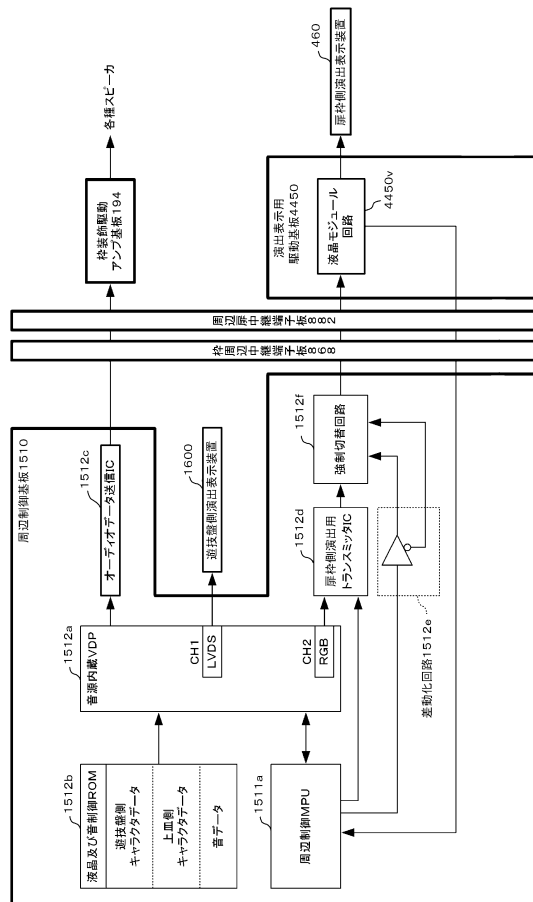 周辺制御基板1510
1512b
液晶及び音制御ROM
遊技盤側
キャラクタデータ
上皿側
キャラクタデータ
音データ
1512a
音源内蔵VDP
CH1
LVDS
CH2
RGB
1511a
周辺制御MPU
1512c
オーディオデータ送信IC
1600
遊技盤側演出表示装置
1512d
扉枠側演出用
トランスミッタIC
1512f
強制切替回路
差動化回路1512e
枠周辺中継端子板868
周辺扉中継端子板882
枠装飾駆動
アンプ基板194
各種スピーカ
演出表示用
駆動基板4450
液晶モジュール
回路
4450v
460
扉枠側演出表示装置